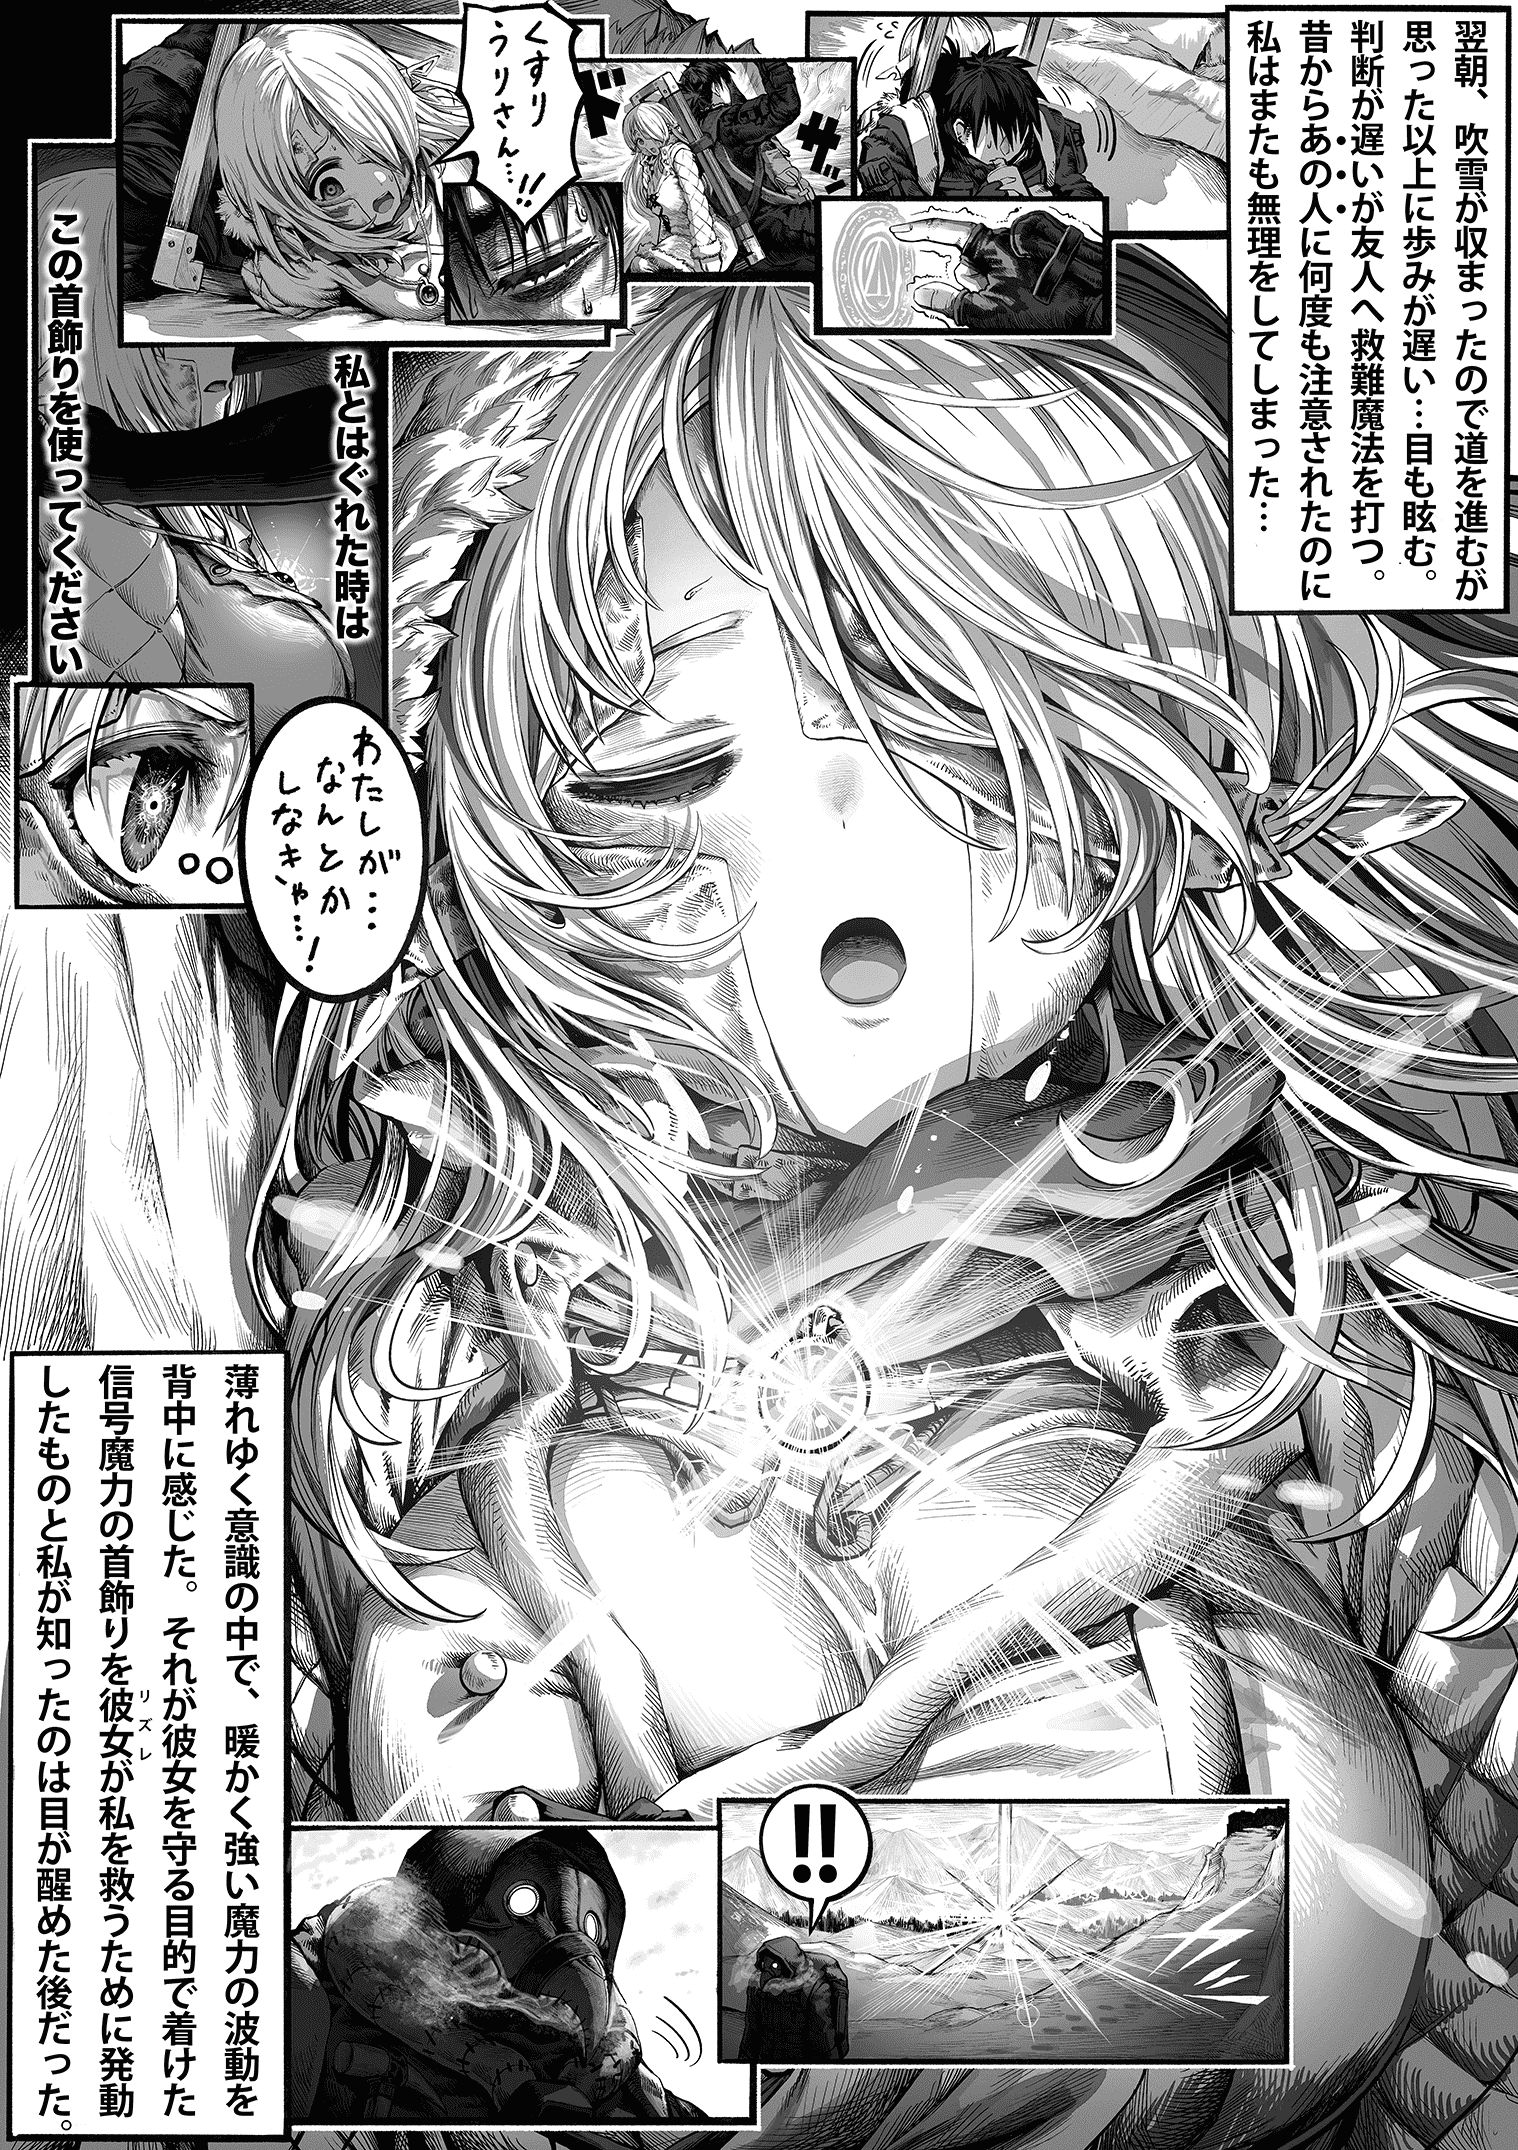 翌朝、吹雪が収まったので道を進むが
思った以上に歩みが遅い…目も眩む。
判断が遅いが友人へ救難魔法を打つ。
昔からあの人に何度も注意されたのに
私はまたも無理をしてしまった…
ザッ
ドド
くすり
うりさん…!!
私とはぐれた時は
この首飾りを使ってください
わたしが…
なんとか
しなきゃ…!
!!
薄れゆく意識の中で、暖かく強い魔力の波動を
背中に感じた。それが彼女を守る目的で着けた
信号魔力の首飾りを彼女が私を救うために発動
リズレ
したものと私が知ったのは目が醒めた後だった。